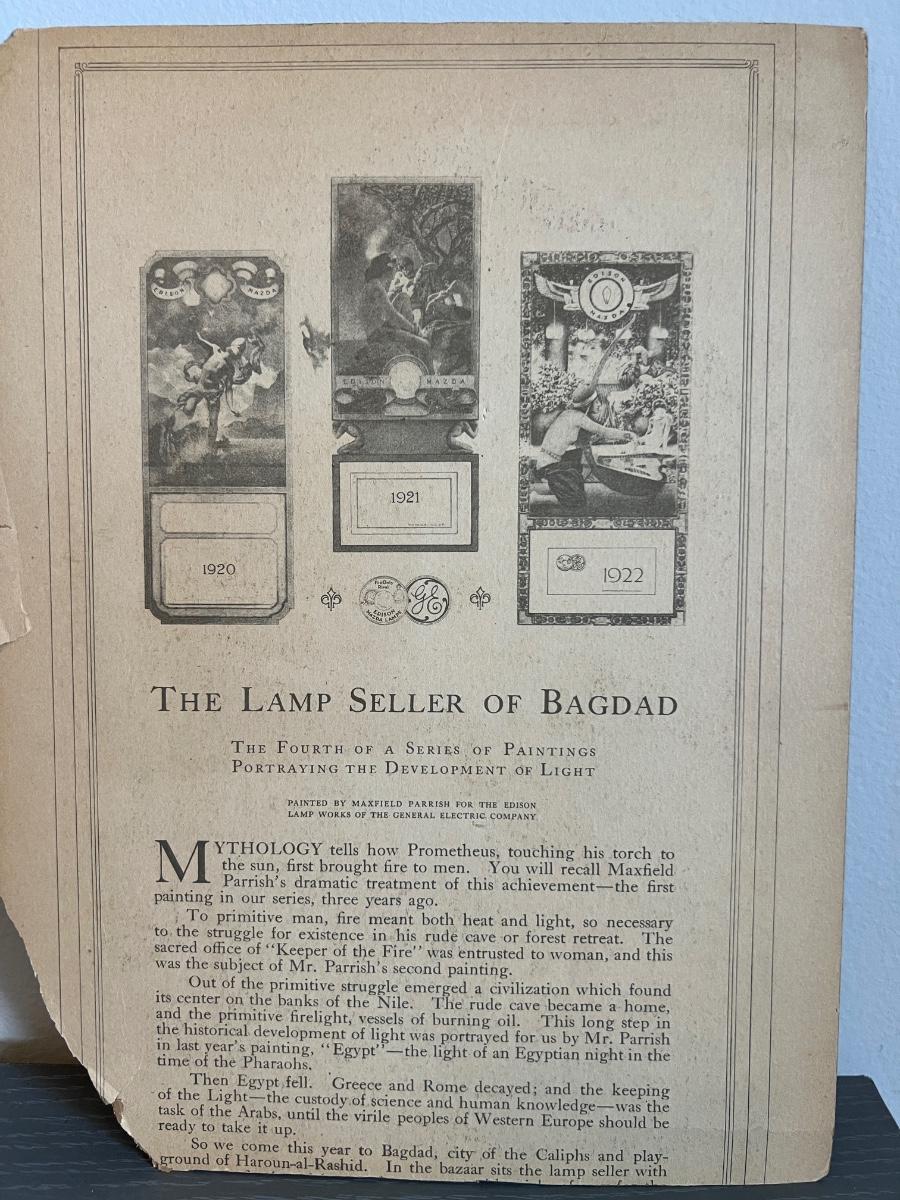 EDISON MAZDA
EDISON MAZDA
EDISON
MAZDA
1920
1921
1922
EDISON
MAZDA LAMPS
GE
THE LAMP SELLER OF BAGDAD
THE FOURTH OF A SERIES OF PAINTINGS
PORTRAYING THE DEVELOPMENT OF LIGHT
PAINTED BY MAXFIELD PARRISH FOR THE EDISON
LAMP WORKS OF THE GENERAL ELECTRIC COMPANY
MYTHOLOGY tells how Prometheus, touching his torch to
the sun, first brought fire to men. You will recall Maxfield
Parrish's dramatic treatment of this achievement—the first
painting in our series, three years ago.
To primitive man, fire meant both heat and light, so necessary
to the struggle for existence in his rude cave or forest retreat. The
sacred office of "Keeper of the Fire" was entrusted to woman, and this
was the subject of Mr. Parrish's second painting.
Out of the primitive struggle emerged a civilization which found
its center on the banks of the Nile. The rude cave became a home,
and the primitive firelight, vessels of burning oil. This long step in
the historical development of light was portrayed for us by Mr. Parrish
in last year's painting, "Egypt"—the light of an Egyptian night in the
time of the Pharaohs.
Then Egypt fell. Greece and Rome decayed; and the keeping
of the Light—the custody of science and human knowledge—was the
task of the Arabs, until the virile peoples of Western Europe should be
ready to take it up.
So we come this year to Bagdad, city of the Caliphs and play-
ground of Haroun-al-Rashid. In the bazaar sits the lamp seller with